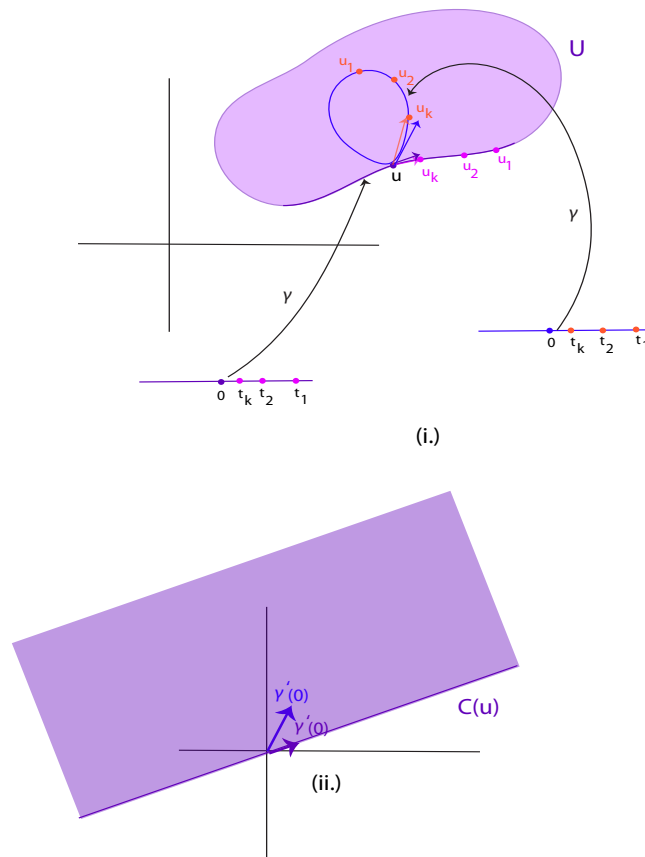 U
u1
u2
uk
u
uk
u2
u1
γ
γ
0
tk
t2
t1
0
tk
t2
(i.)
γ'(0)
γ'(0)
C(u)
(ii.)